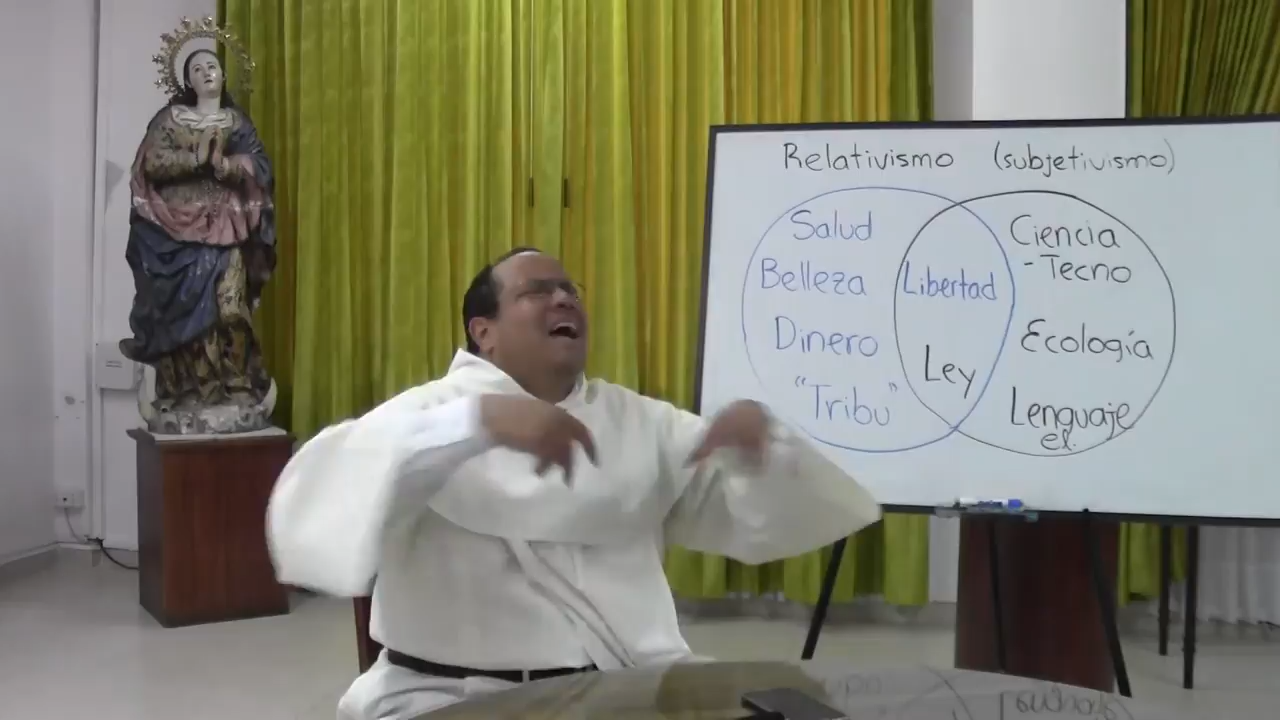 Relativismo (subjetivismo)
Salud
Belleza
Dinero
"Tribu"
Libertad
Ley
Ciencia
- Tecno
Ecología
Lenguaje
el.